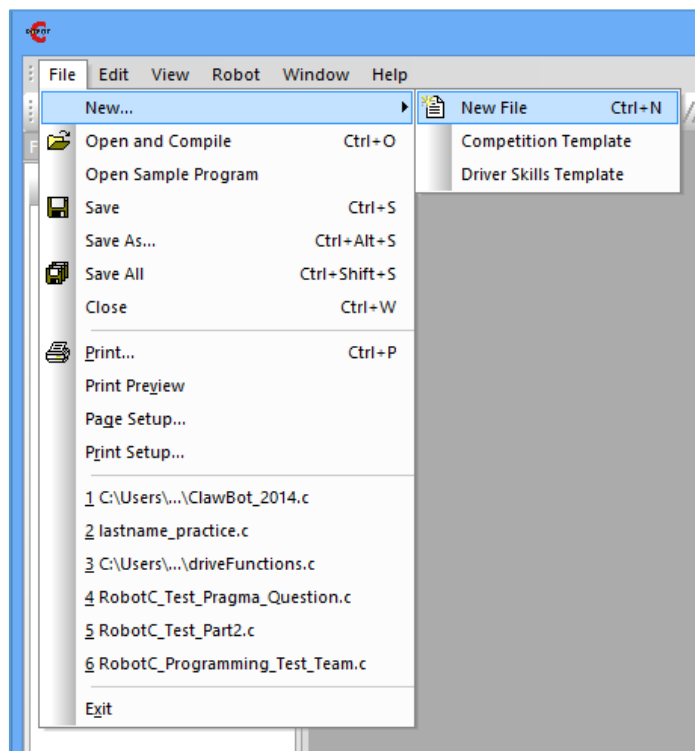 File Edit View Robot Window Help
New...
New File Ctrl+N
Open and Compile Ctrl+O
Competition Template
Open Sample Program
Driver Skills Template
Save Ctrl+S
Save As... Ctrl+Alt+S
Save All Ctrl+Shift+S
Close Ctrl+W
Print... Ctrl+P
Print Preview
Page Setup...
Print Setup...
1 C:\Users\...\ClawBot_2014.c
2 lastname_practice.c
3 C:\Users\...\driveFunctions.c
4 RobotC_Test_Pragma_Question.c
5 RobotC_Test_Part2.c
6 RobotC_Programming_Test_Team.c
Exit